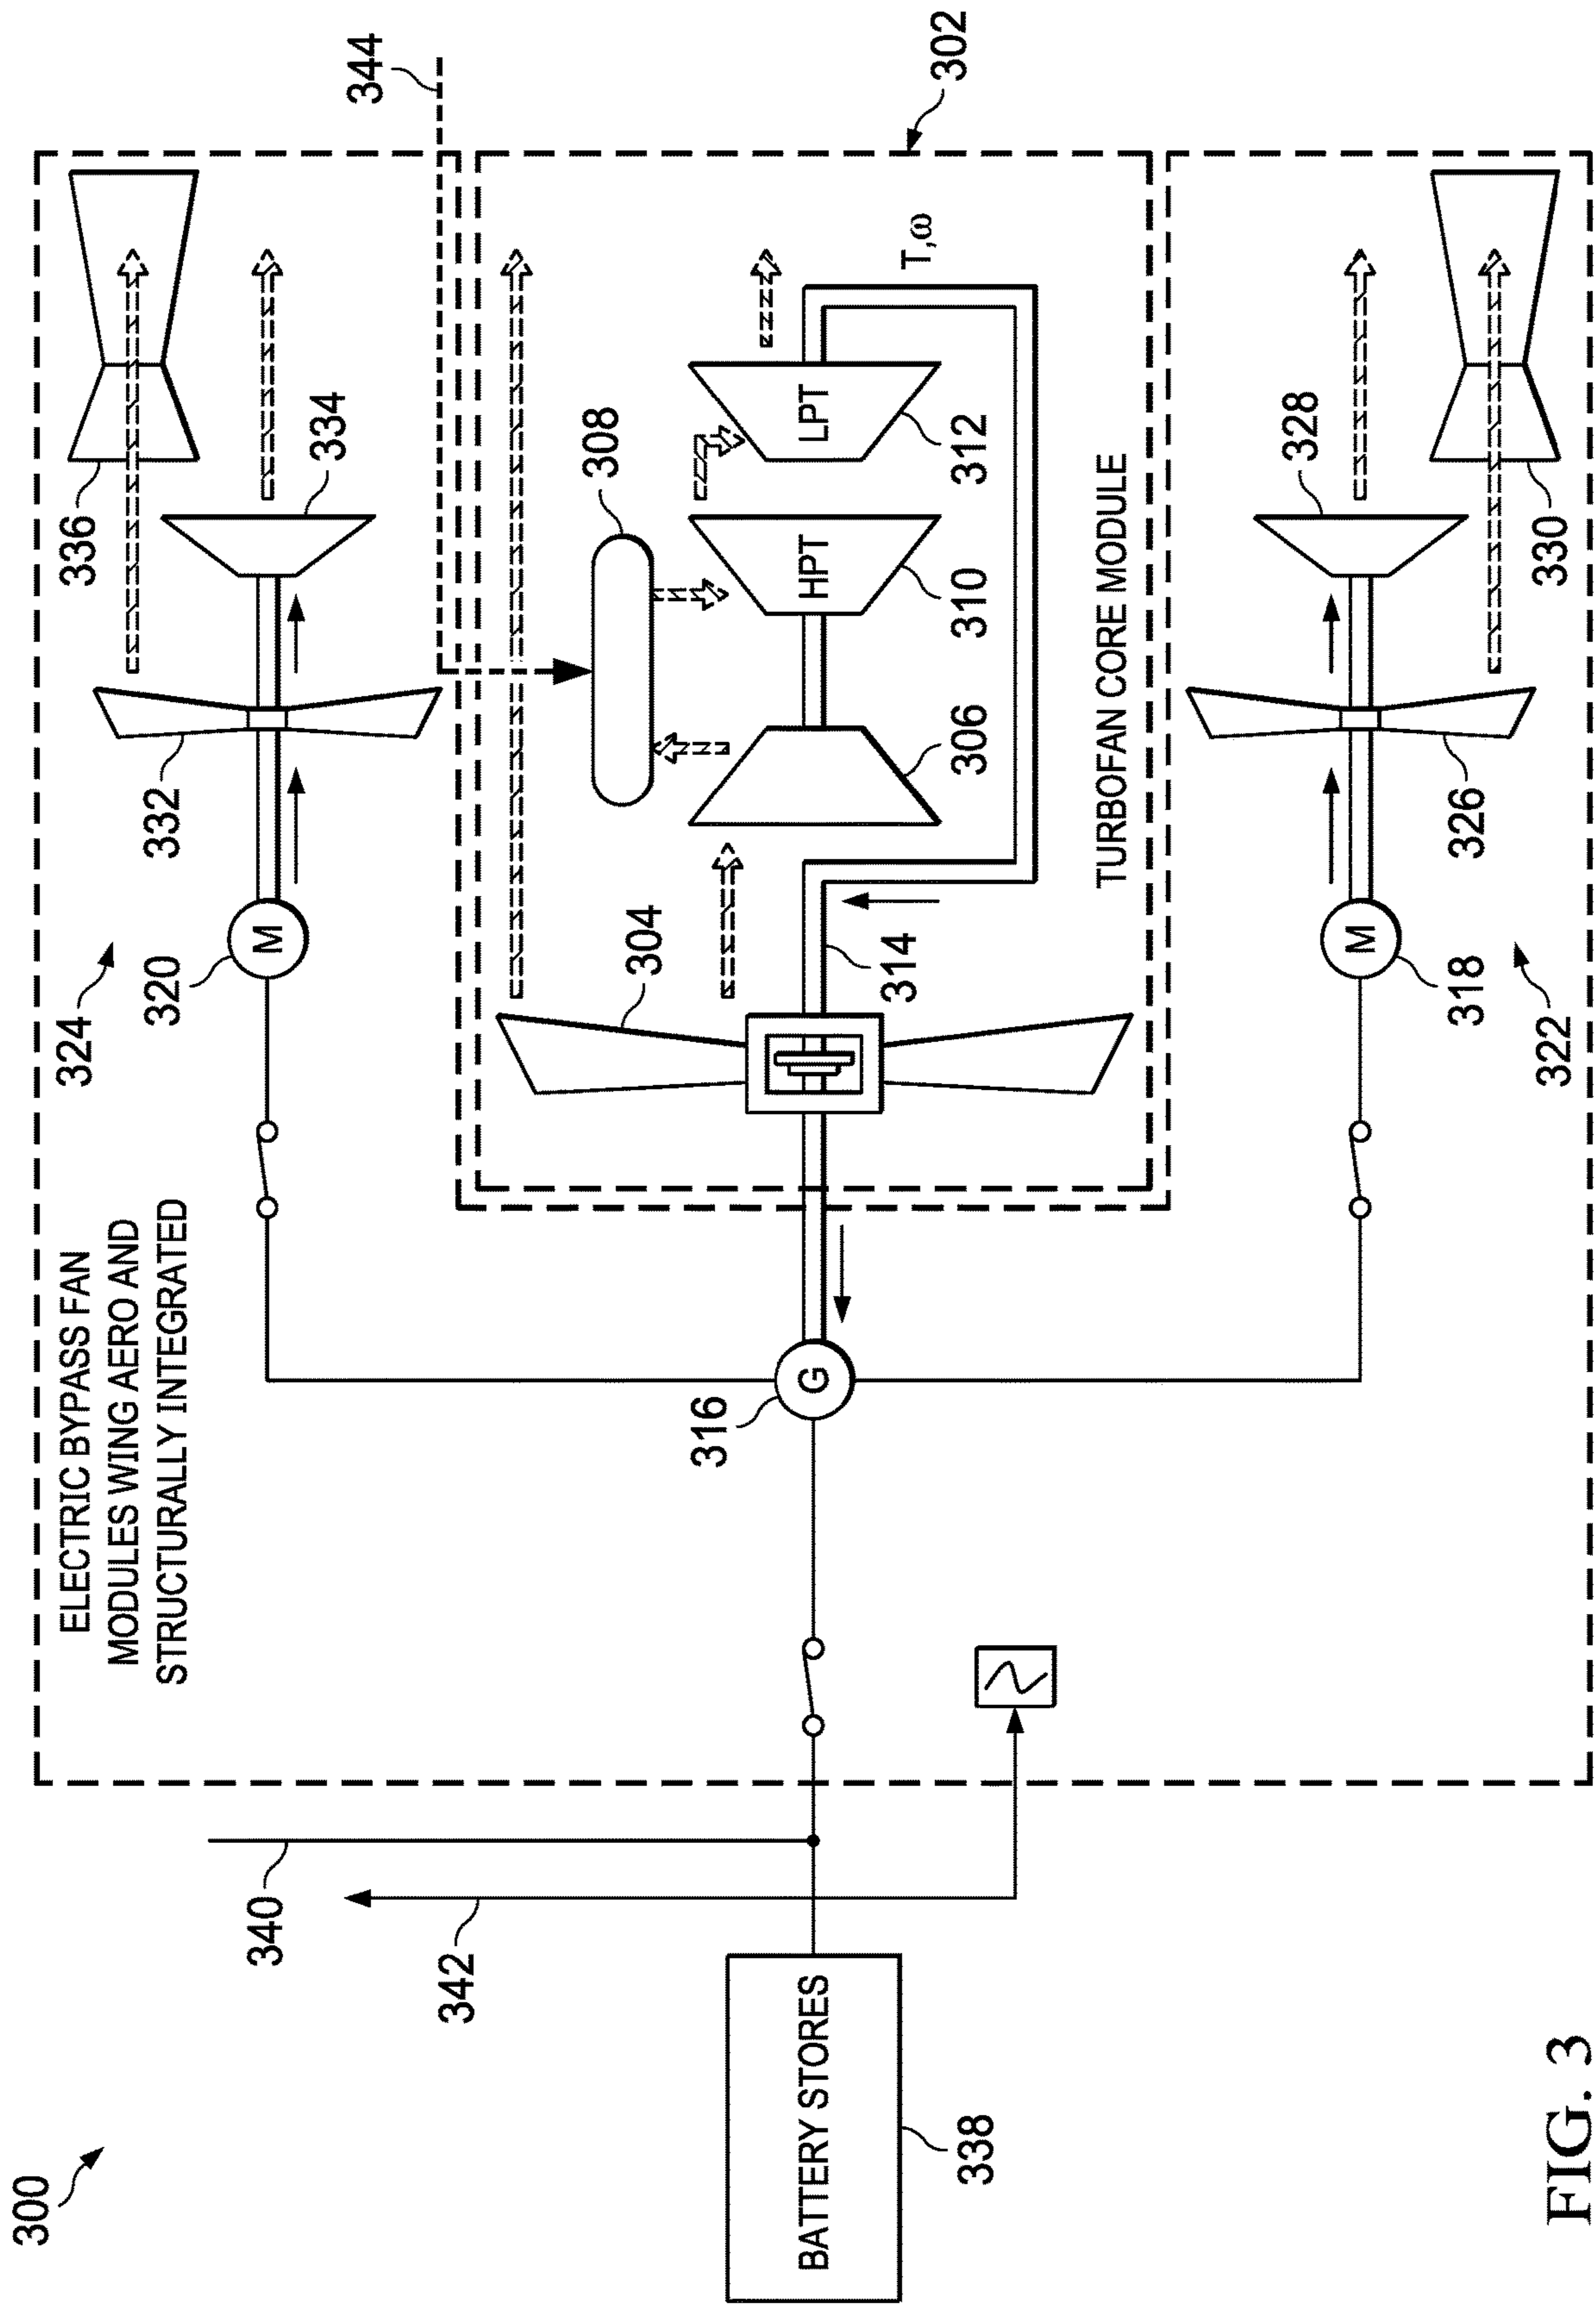 300
ELECTRIC BYPASS FAN
MODULES WING AERO AND
STRUCTURALLY INTEGRATED
324
320
M
332
334
336
344
302
304
314
306
308
HPT
310
LPT
312
T,ω
TURBOFAN CORE MODULE
G
316
340
342
BATTERY STORES
338
M
318
322
326
328
330
FIG. 3